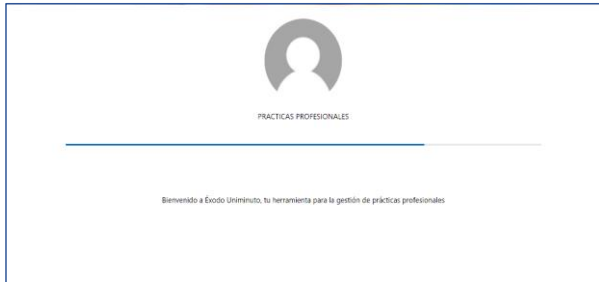 PRACTICAS PROFESIONALES
Bienvenido a Éxodo Uniminuto, tu herramienta para la gestión de prácticas profesionales